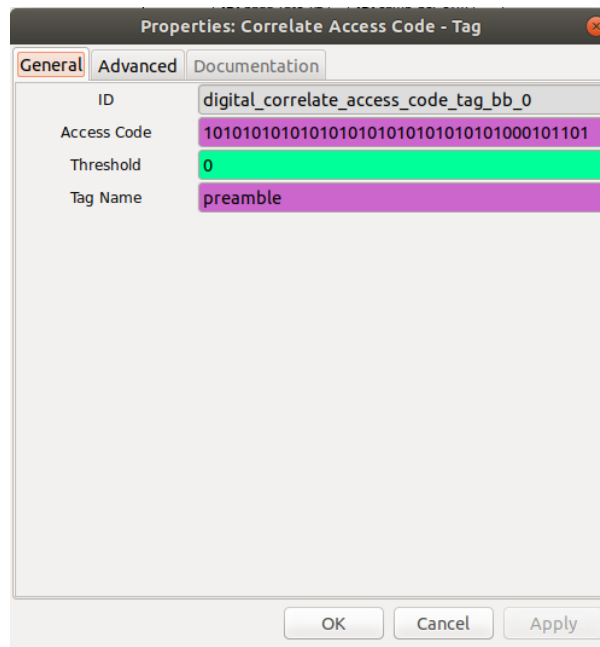 Properties: Correlate Access Code - Tag
General Advanced Documentation
ID digital_correlate_access_code_tag_bb_0
Access Code 1010101010101010101010101010101000101101
Threshold 0
Tag Name preamble
OK Cancel Apply